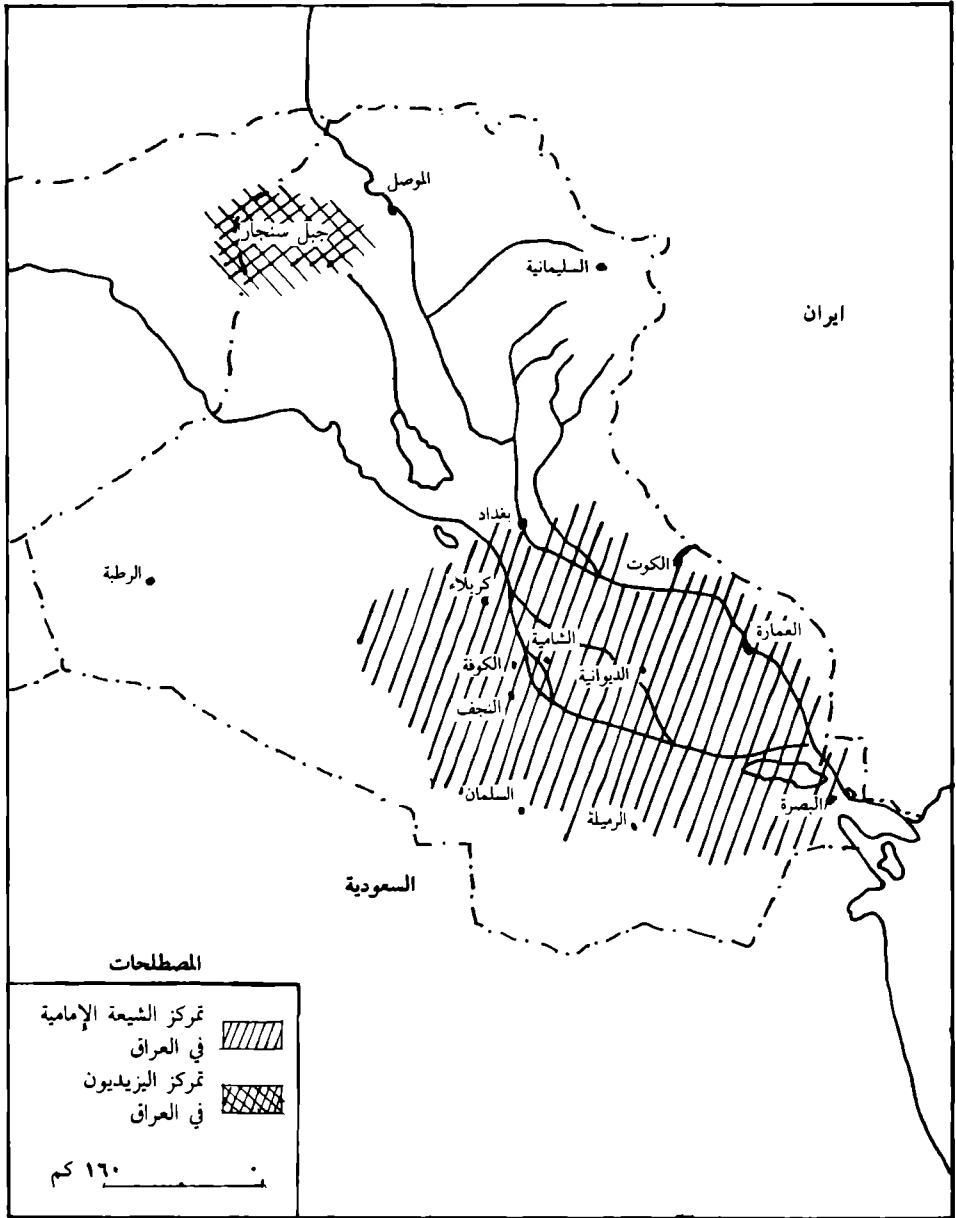 الموصل
جبل سنجار
السليمانية
ايران
بغداد
الكوت
الرطبة
كربلاء
العمارة
الشامية
الكوفة
الديوانية
النجف
السلمان
البصرة
الرميلة
السعودية
المصطلحات
تمركز الشيعة الإمامية
في العراق
تمركز اليزيديون
في العراق
٠ ١٦٠ كم